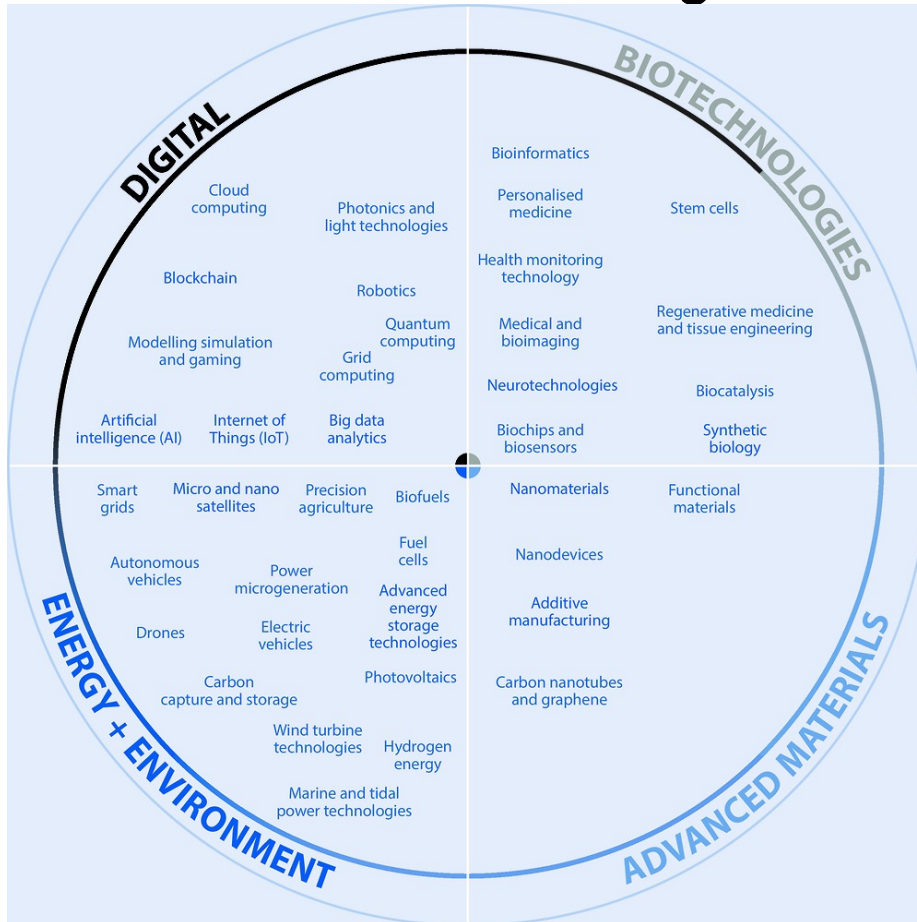 DIGITAL
Cloud
computing
Photonics and
light technologies
Blockchain
Robotics
Quantum
computing
Modelling simulation
and gaming
Grid
computing
Artificial
intelligence (AI)
Internet of
Things (IoT)
Big data
analytics
BIOTECHNOLOGIES
Bioinformatics
Personalised
medicine
Stem cells
Health monitoring
technology
Regenerative medicine
and tissue engineering
Medical and
bioimaging
Neurotechnologies
Biocatalysis
Biochips and
biosensors
Synthetic
biology
ENERGY + ENVIRONMENT
Smart
grids
Micro and nano
satellites
Precision
agriculture
Biofuels
Fuel
cells
Autonomous
vehicles
Power
microgeneration
Advanced
energy
storage
technologies
Drones
Electric
vehicles
Photovoltaics
Carbon
capture and storage
Wind turbine
technologies
Hydrogen
energy
Marine and tidal
power technologies
ADVANCED MATERIALS
Nanomaterials
Functional
materials
Nanodevices
Additive
manufacturing
Carbon nanotubes
and graphene